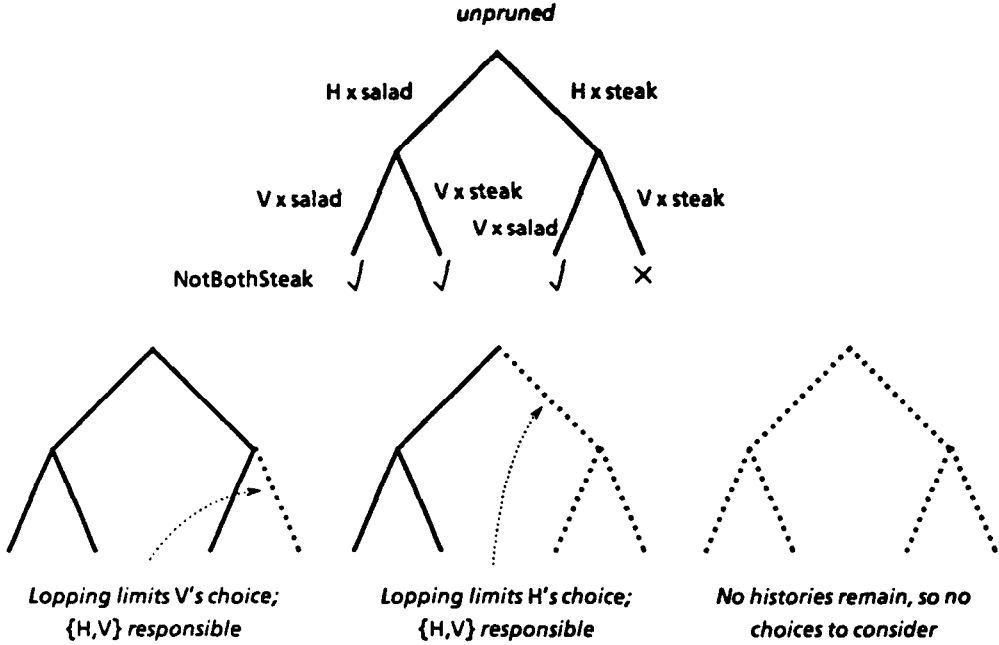 unpruned
H x salad
H x steak
V x salad
V x steak
V x salad
V x steak
NotBothSteak
Lopping limits V's choice;
{H,V} responsible
Lopping limits H's choice;
{H,V} responsible
No histories remain, so no
choices to consider